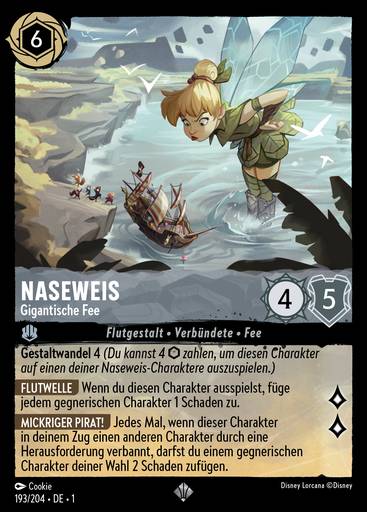 6
NASEWEIS
Gigantische Fee
4
5
Flutgestalt • Verbündete • Fee
Gestaltwandel 4 (Du kannst 4 zahlen, um diesen Charakter
auf einen deiner Naseweis-Charaktere auszuspielen.)
FLUTWELLE Wenn du diesen Charakter ausspielst, füge
jedem gegnerischen Charakter 1 Schaden zu.
MICKRIGER PIRAT! Jedes Mal, wenn dieser Charakter
in deinem Zug einen anderen Charakter durch eine
Herausforderung verbannt, darfst du einem gegnerischen
Charakter deiner Wahl 2 Schaden zufügen.
Cookie
193/204 • DE • 1
Disney Lorcana ©Disney